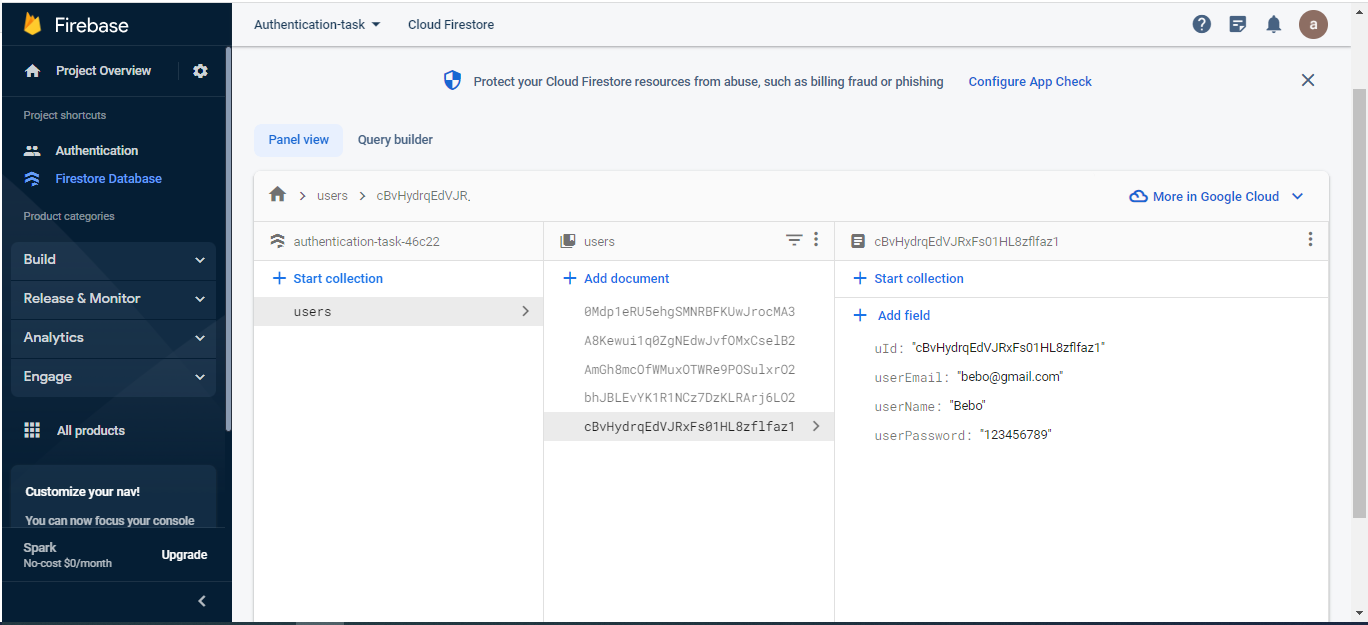 Firebase
Authentication-task
Cloud Firestore
a
Project Overview
Protect your Cloud Firestore resources from abuse, such as billing fraud or phishing
Configure App Check
Project shortcuts
Authentication
Firestore Database
Product categories
Build
Release & Monitor
Analytics
Engage
All products
Customize your nav!
You can now focus your console
Spark
No-cost $0/month
Upgrade
Panel view
Query builder
users
cBvHydrqEdVJR.
More in Google Cloud
authentication-task-46c22
Start collection
users
users
Add document
0Mdp1eRU5ehgSMNRBFKUwJrocMA3
A8Kewui1q0ZgNEdwJvfOMxCselB2
AmGh8mcOfWMuxOTWRe9POSulxrO2
bhJBLEvYK1R1NCz7DzKLRArj6LO2
cBvHydrqEdVJRxFs01HL8zflfaz1
cBvHydrqEdVJRxFs01HL8zflfaz1
Start collection
Add field
uId: "cBvHydrqEdVJRxFs01HL8zflfaz1"
userEmail: "bebo@gmail.com"
userName: "Bebo"
userPassword: "123456789"